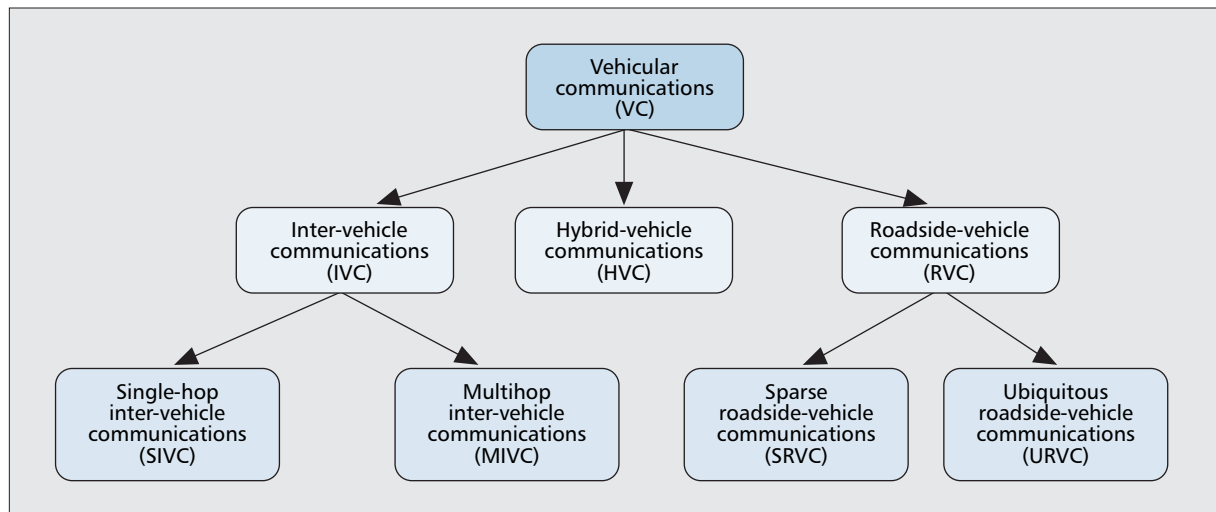 Vehicular
communications
(VC)
Inter-vehicle
communications
(IVC)
Hybrid-vehicle
communications
(HVC)
Roadside-vehicle
communications
(RVC)
Single-hop
inter-vehicle
communications
(SIVC)
Multihop
inter-vehicle
communications
(MIVC)
Sparse
roadside-vehicle
communications
(SRVC)
Ubiquitous
roadside-vehicle
communications
(URVC)